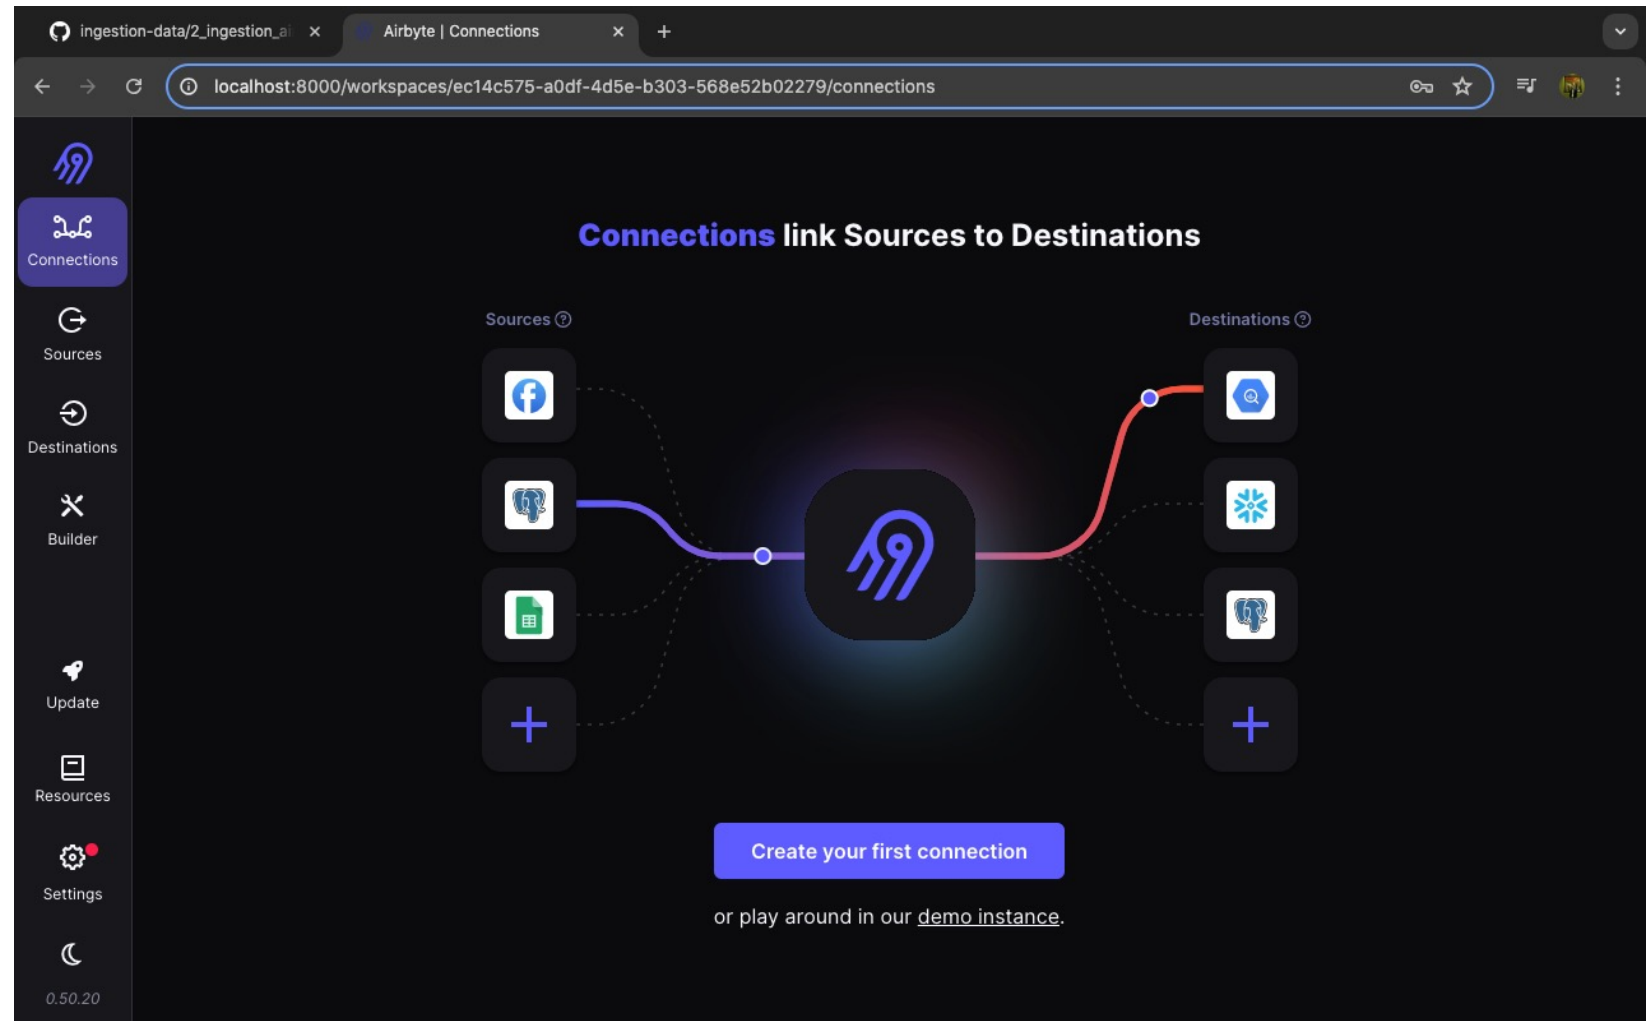 ingestion-data/2_ingestion_ai
Airbyte | Connections
localhost:8000/workspaces/ec14c575-a0df-4d5e-b303-568e52b02279/connections
Connections
Sources
Destinations
Builder
Update
Resources
Settings
0.50.20
Connections link Sources to Destinations
Sources
Destinations
Create your first connection
or play around in our demo instance.